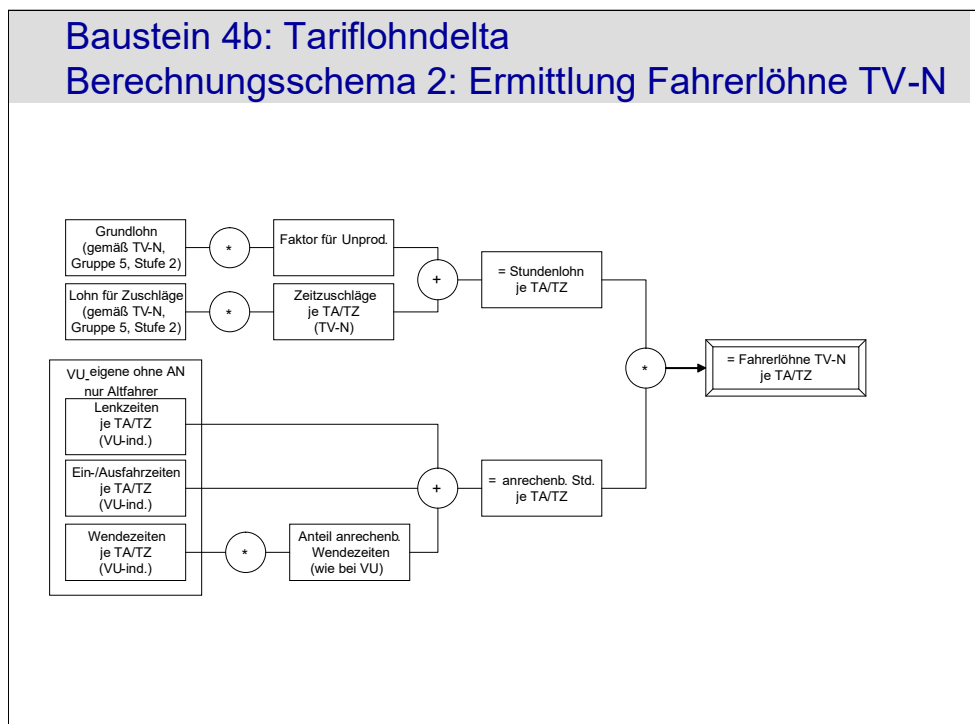 Baustein 4b: Tariflohndelta
Berechnungsschema 2: Ermittlung Fahrerlöhne TV-N
Grundlohn
(gemäß TV-N,
Gruppe 5, Stufe 2)
*
Faktor für Unprod.
Lohn für Zuschläge
(gemäß TV-N,
Gruppe 5, Stufe 2)
*
Zeitzuschläge
je TA/TZ
(TV-N)
+
= Stundenlohn
je TA/TZ
VU-eigene ohne AN
nur Altfahrer
Lenkzeiten
je TA/TZ
(VU-ind.)
Ein-/Ausfahrzeiten
je TA/TZ
(VU-ind.)
Wendezeiten
je TA/TZ
(VU-ind.)
*
Anteil anrechenb.
Wendezeiten
(wie bei VU)
+
= anrechenb. Std.
je TA/TZ
*
= Fahrerlöhne TV-N
je TA/TZ